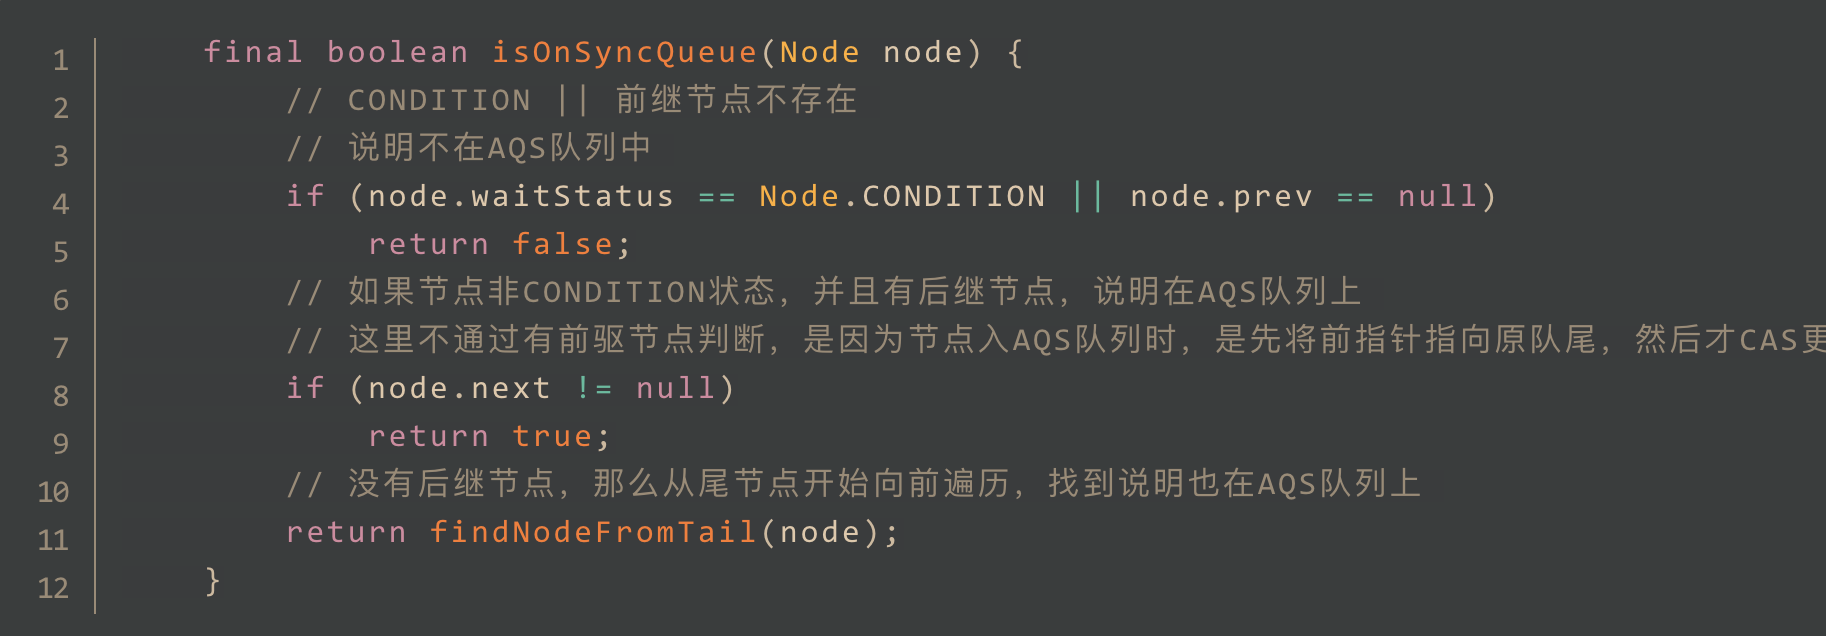 1 final boolean isOnSyncQueue(Node node) {
2 // CONDITION || 前继节点不存在
3 // 说明不在AQS队列中
4 if (node.waitStatus == Node.CONDITION || node.prev == null)
5 return false;
6 // 如果节点非CONDITION状态，并且有后继节点，说明在AQS队列上
7 // 这里不通过有前驱节点判断，是因为节点入AQS队列时，是先将前指针指向原队尾，然后才CAS更
8 if (node.next != null)
9 return true;
10 // 没有后继节点，那么从尾节点开始向前遍历，找到说明也在AQS队列上
11 return findNodeFromTail(node);
12 }